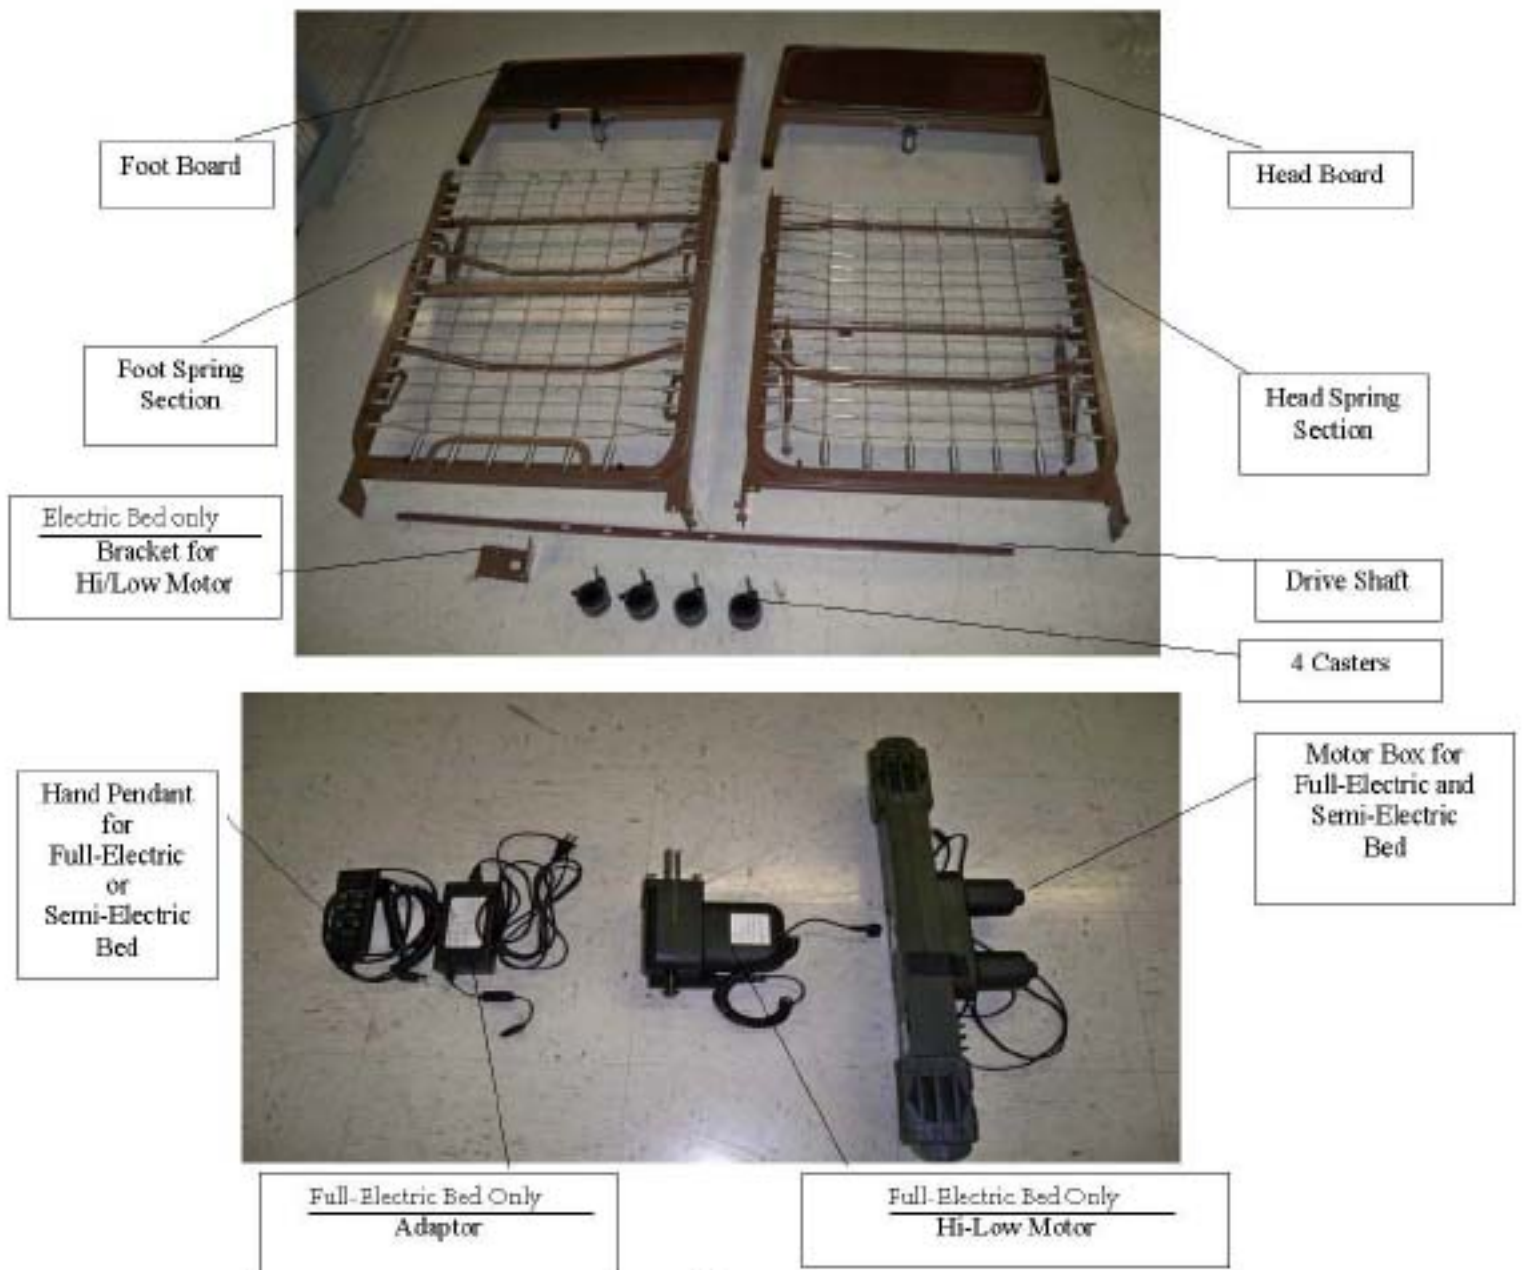 Foot Board
Head Board
Foot Spring
Section
Head Spring
Section
Electric Bed only
Bracket for
Hi/Low Motor
Drive Shaft
4 Casters
Hand Pendant
for
Full-Electric
or
Semi-Electric
Bed
Motor Box for
Full-Electric and
Semi-Electric
Bed
Full-Electric Bed Only
Adaptor
Full-Electric Bed Only
Hi-Low Motor